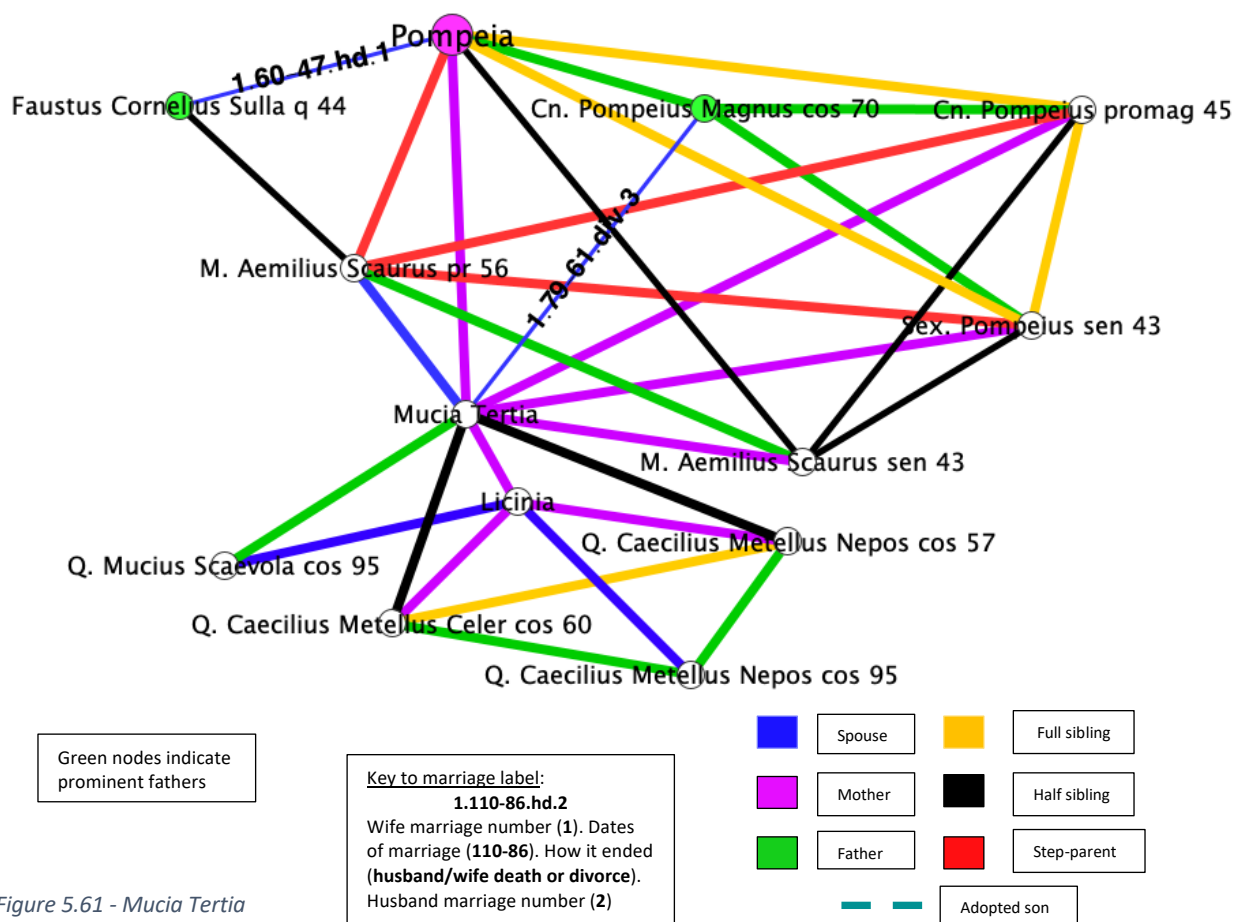 Pompeia
1.60-47.hd.1
Faustus Cornelius Sulla q 44
Cn. Pompeius Magnus cos 70
Cn. Pompeius promag 45
1.79-61.div.3
M. Aemilius Scaurus pr 56
Sex. Pompeius sen 43
Mucia Tertia
M. Aemilius Scaurus sen 43
Licinia
Q. Caecilius Metellus Nepos cos 57
Q. Mucius Scaevola cos 95
Q. Caecilius Metellus Celer cos 60
Q. Caecilius Metellus Nepos cos 95
Green nodes indicate
prominent fathers
Key to marriage label:
1.110-86.hd.2
Wife marriage number (1). Dates
of marriage (110-86). How it ended
(husband/wife death or divorce).
Husband marriage number (2)
Spouse
Full sibling
Mother
Half sibling
Father
Step-parent
Adopted son
Figure 5.61 - Mucia Tertia